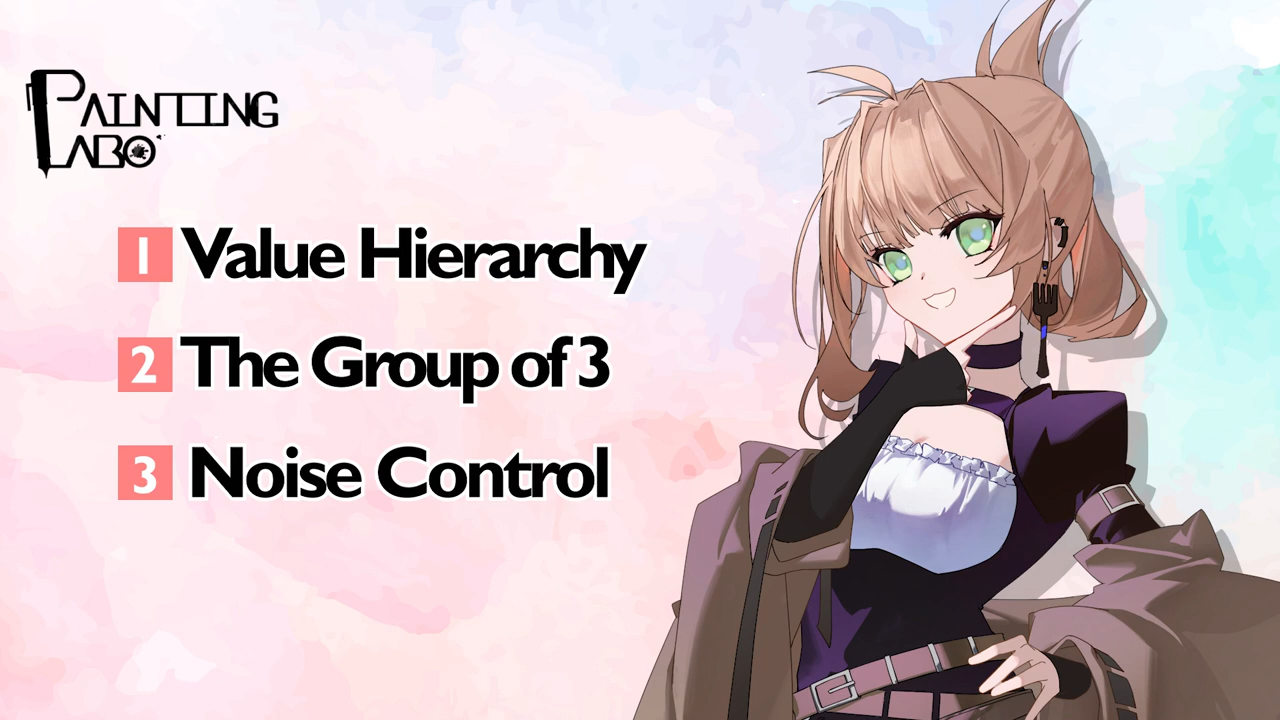 PAINTING
LABO
1 Value Hierarchy
2 The Group of 3
3 Noise Control